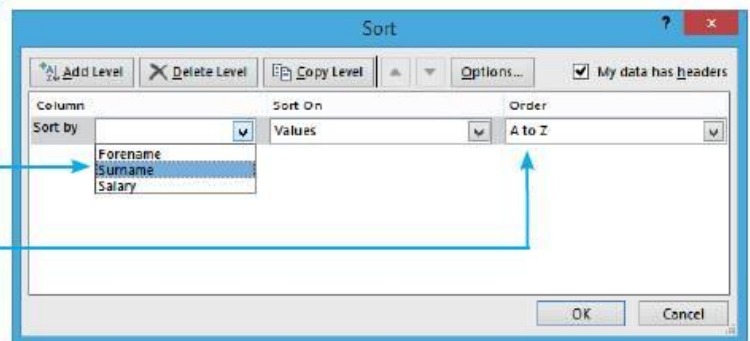 Sort
?
Add Level Delete Level Copy Level Options... My data has headers
Column Sort On Order
Sort by Values A to Z
Forename
Surname
Salary
OK Cancel